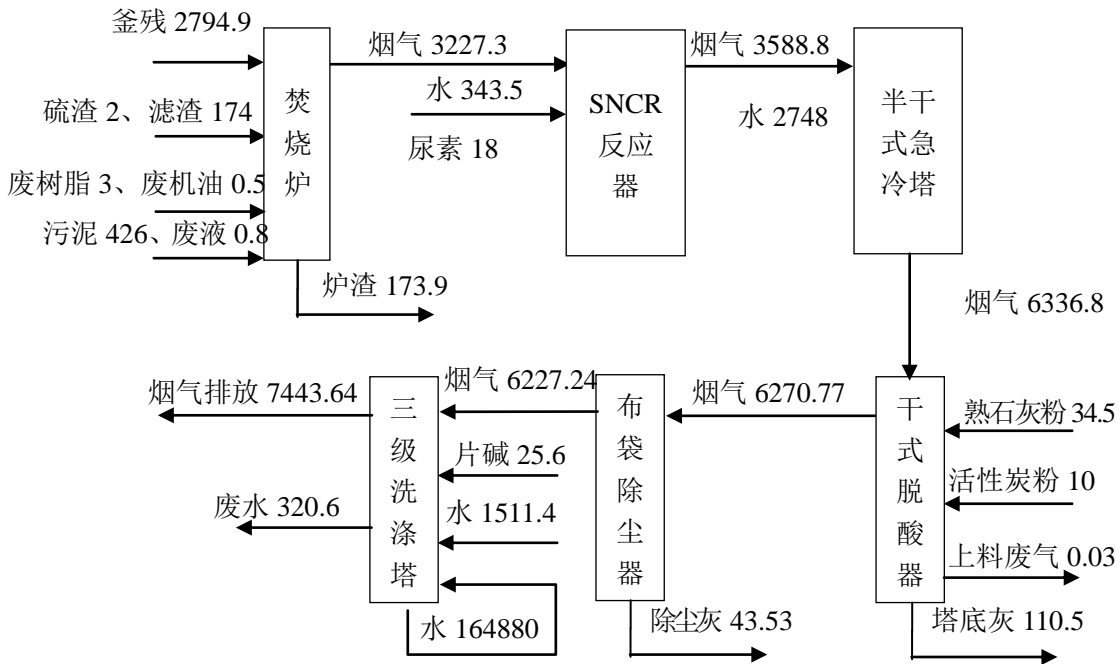 釜残 2794.9
硫渣 2、滤渣 174
废树脂 3、废机油 0.5
污泥 426、废液 0.8
焚烧炉
炉渣 173.9
烟气 3227.3
水 343.5
尿素 18
SNCR
反应
器
烟气 3588.8
水 2748
半干
式急
冷塔
烟气 6336.8
烟气排放 7443.64
废水 320.6
三级洗涤塔
烟气 6227.24
片碱 25.6
水 1511.4
水 164880
布袋除尘器
除尘灰 43.53
烟气 6270.77
干式脱酸器
熟石灰粉 34.5
活性炭粉 10
上料废气 0.03
塔底灰 110.5